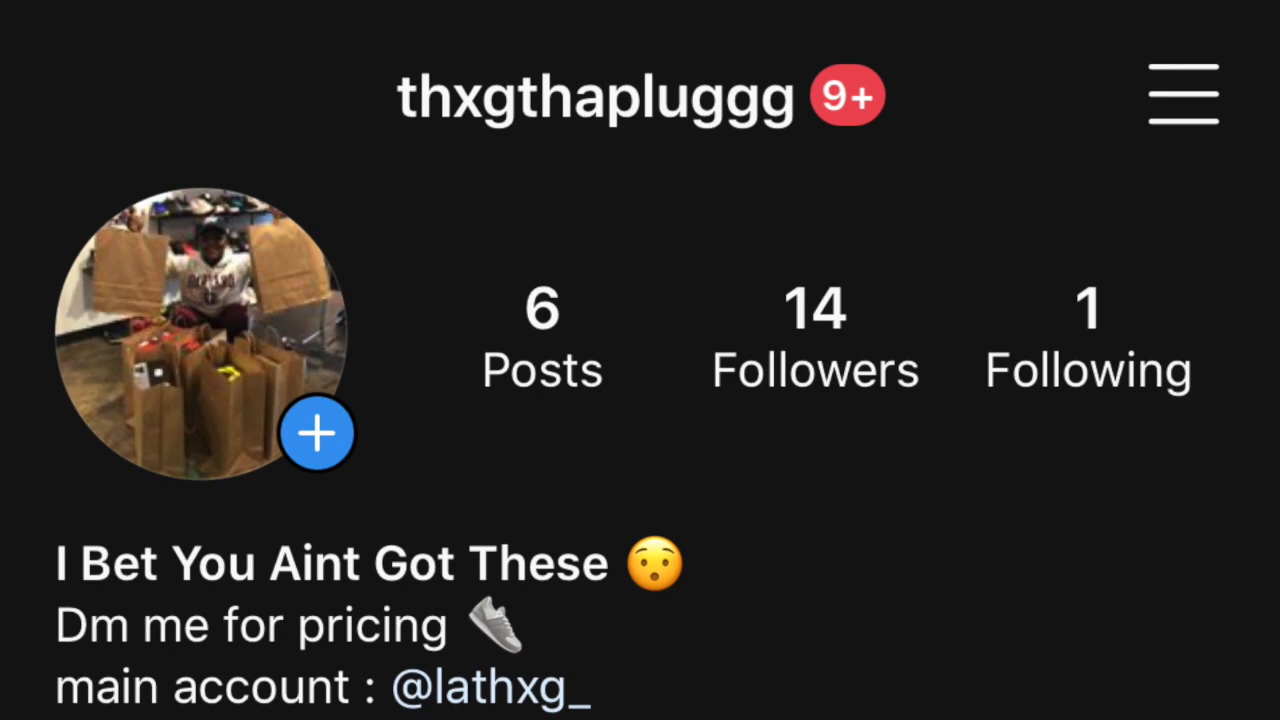 thxgthapluggg 9+
6 14 1
Posts Followers Following
I Bet You Aint Got These 😯
Dm me for pricing 👟
main account : @lathxg_